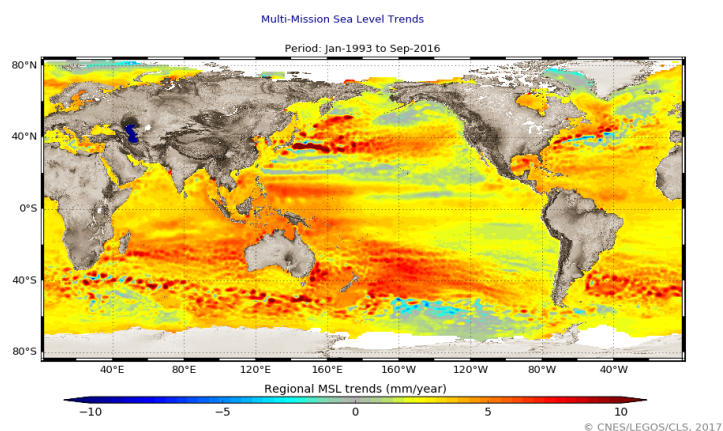 Multi-Mission Sea Level Trends
Period: Jan-1993 to Sep-2016
80°N
40°N
0°S
40°S
80°S
40°E 80°E 120°E 160°E 160°W 120°W 80°W 40°W
Regional MSL trends (mm/year)
−10 −5 0 5 10
© CNES/LEGOS/CLS, 2017